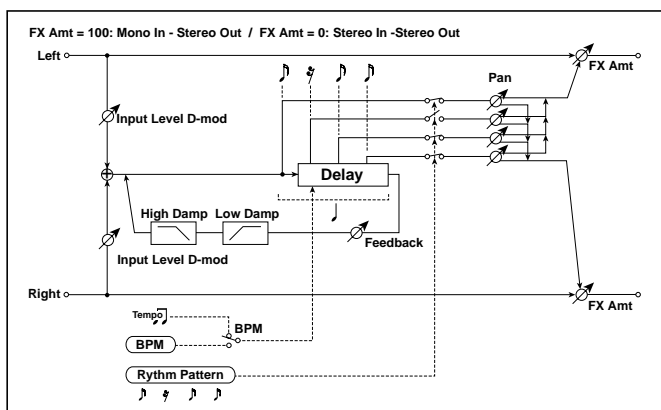 FX Amt = 100: Mono In - Stereo Out / FX Amt = 0: Stereo In -Stereo Out
Left
FX Amt
Pan
Input Level D-mod
Delay
High Damp
Low Damp
Feedback
Input Level D-mod
Right
FX Amt
Tempo
BPM
BPM
Rythm Pattern